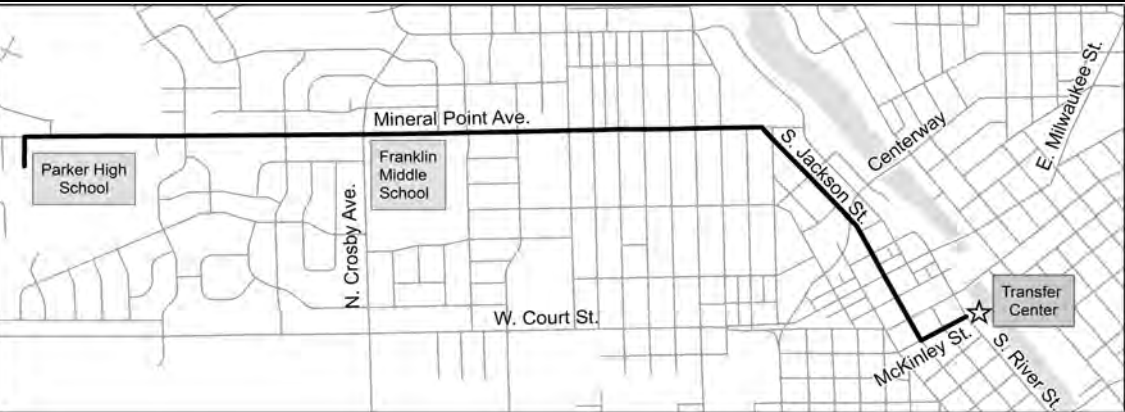 E. Milwaukee St.
Mineral Point Ave.
Centerway
S. Jackson St.
Parker High
School
Franklin
Middle
School
N. Crosby Ave.
W. Court St.
Transfer
Center
McKinley St.
S. River St.